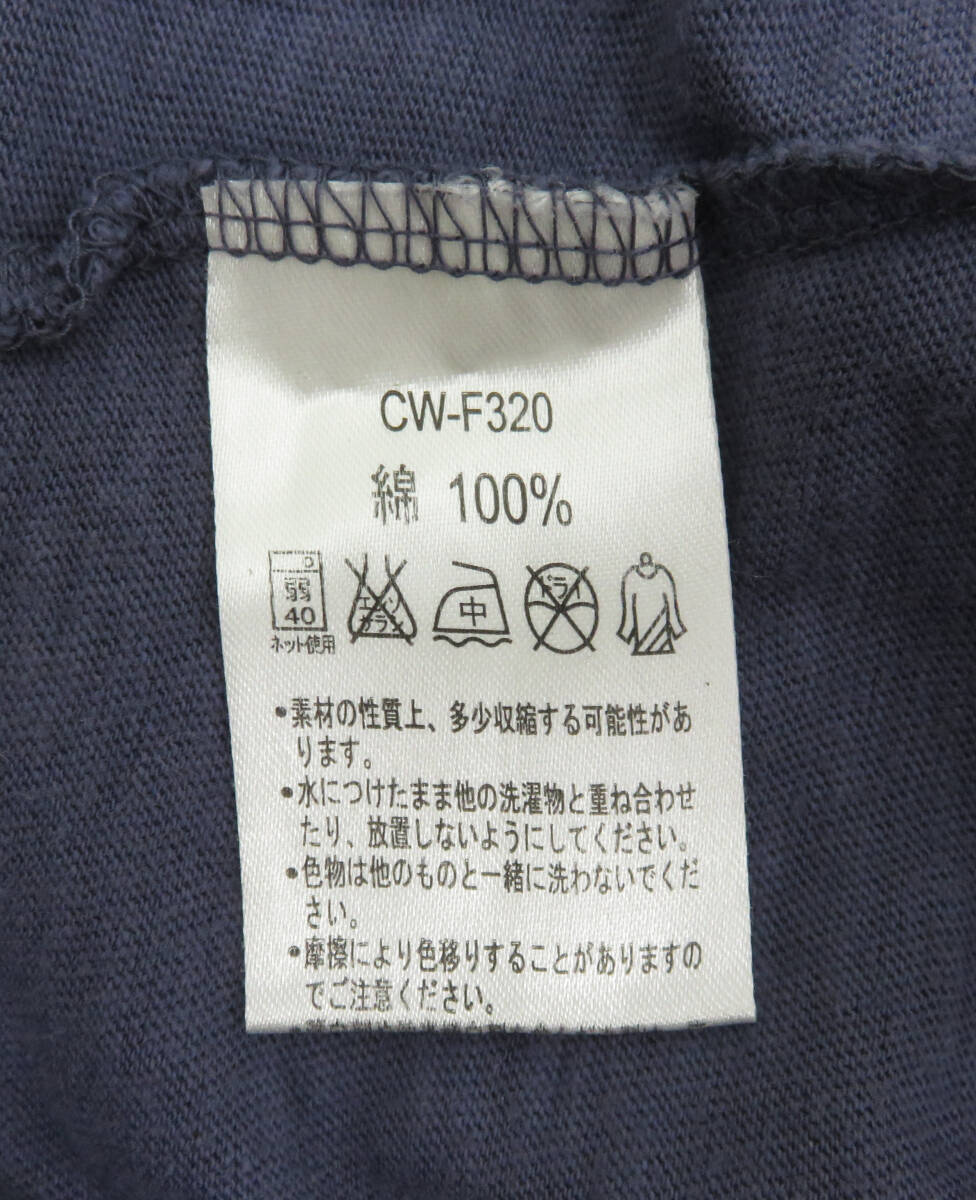 CW-F320
綿 100%
弱
40
ネット使用
エンソ
サラシ
中
ドライ
•素材の性質上、多少収縮する可能性があ
ります。
•水につけたまま他の洗濯物と重ね合わせ
たり、放置しないようにしてください。
•色物は他のものと一緒に洗わないでくだ
さい。
•摩擦により色移りすることがありますの
でご注意ください。